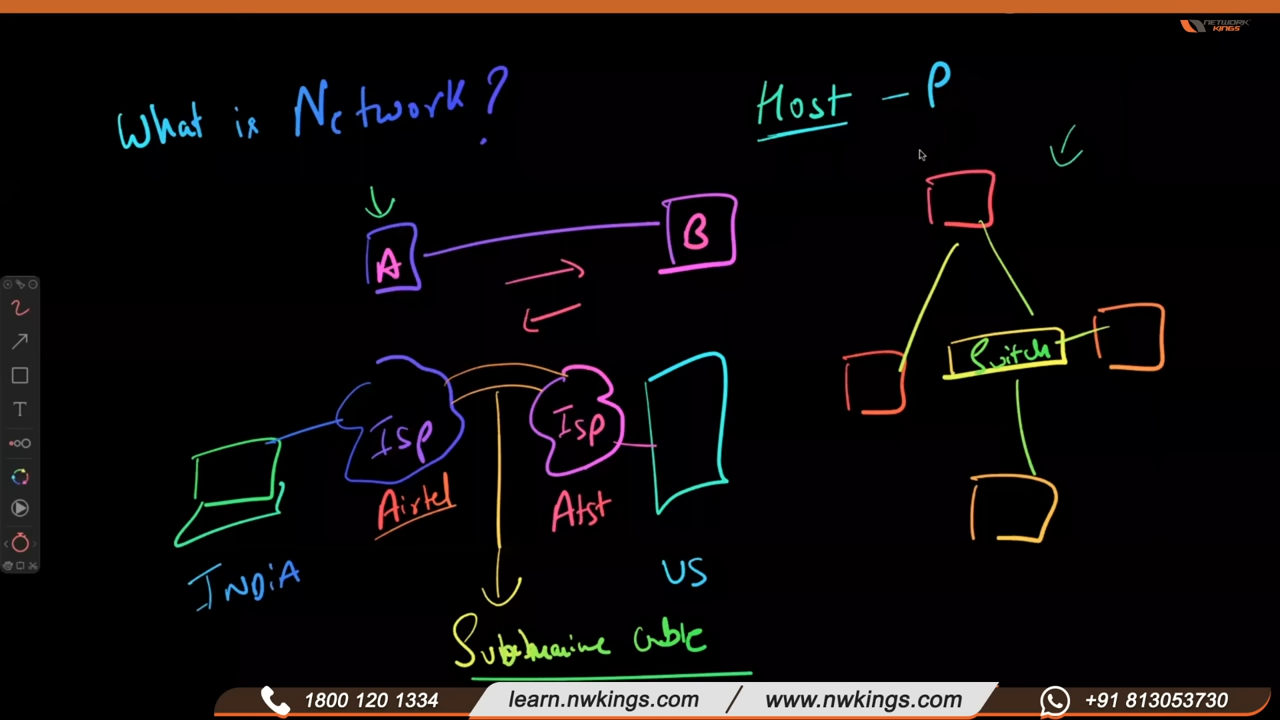 NETWORK
KINGS
What is Network?
Host - P
A
B
Switch
Isp
Isp
Airtel
At&t
INDIA
US
Submarine cable
T
1800 120 1334
learn.nwkings.com
/
www.nwkings.com
+91 813053730